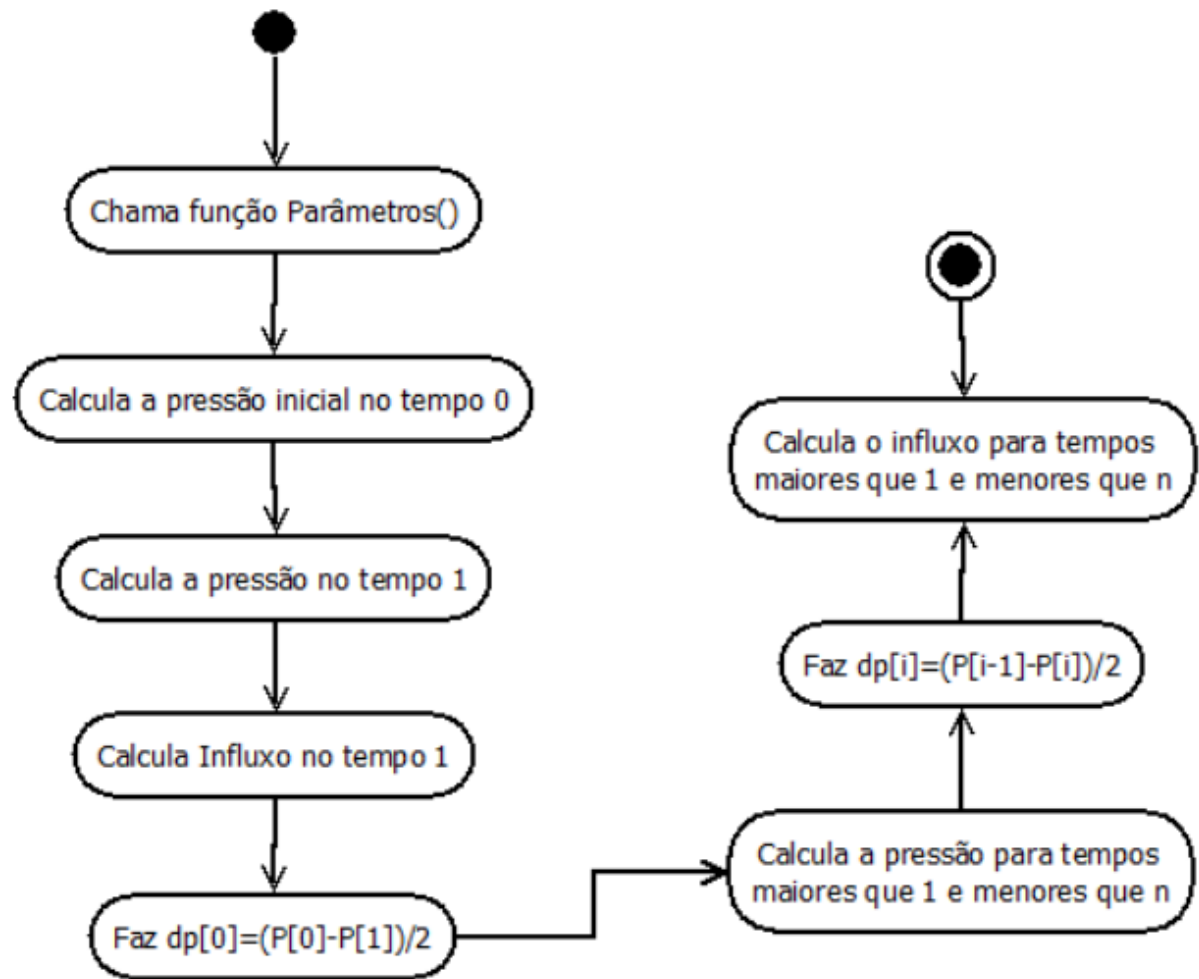 Chama função Parâmetros()
Calcula a pressão inicial no tempo 0
Calcula a pressão no tempo 1
Calcula Influxo no tempo 1
Faz dp[0]=(P[0]-P[1])/2
Calcula a pressão para tempos
maiores que 1 e menores que n
Faz dp[i]=(P[i-1]-P[i])/2
Calcula o influxo para tempos
maiores que 1 e menores que n